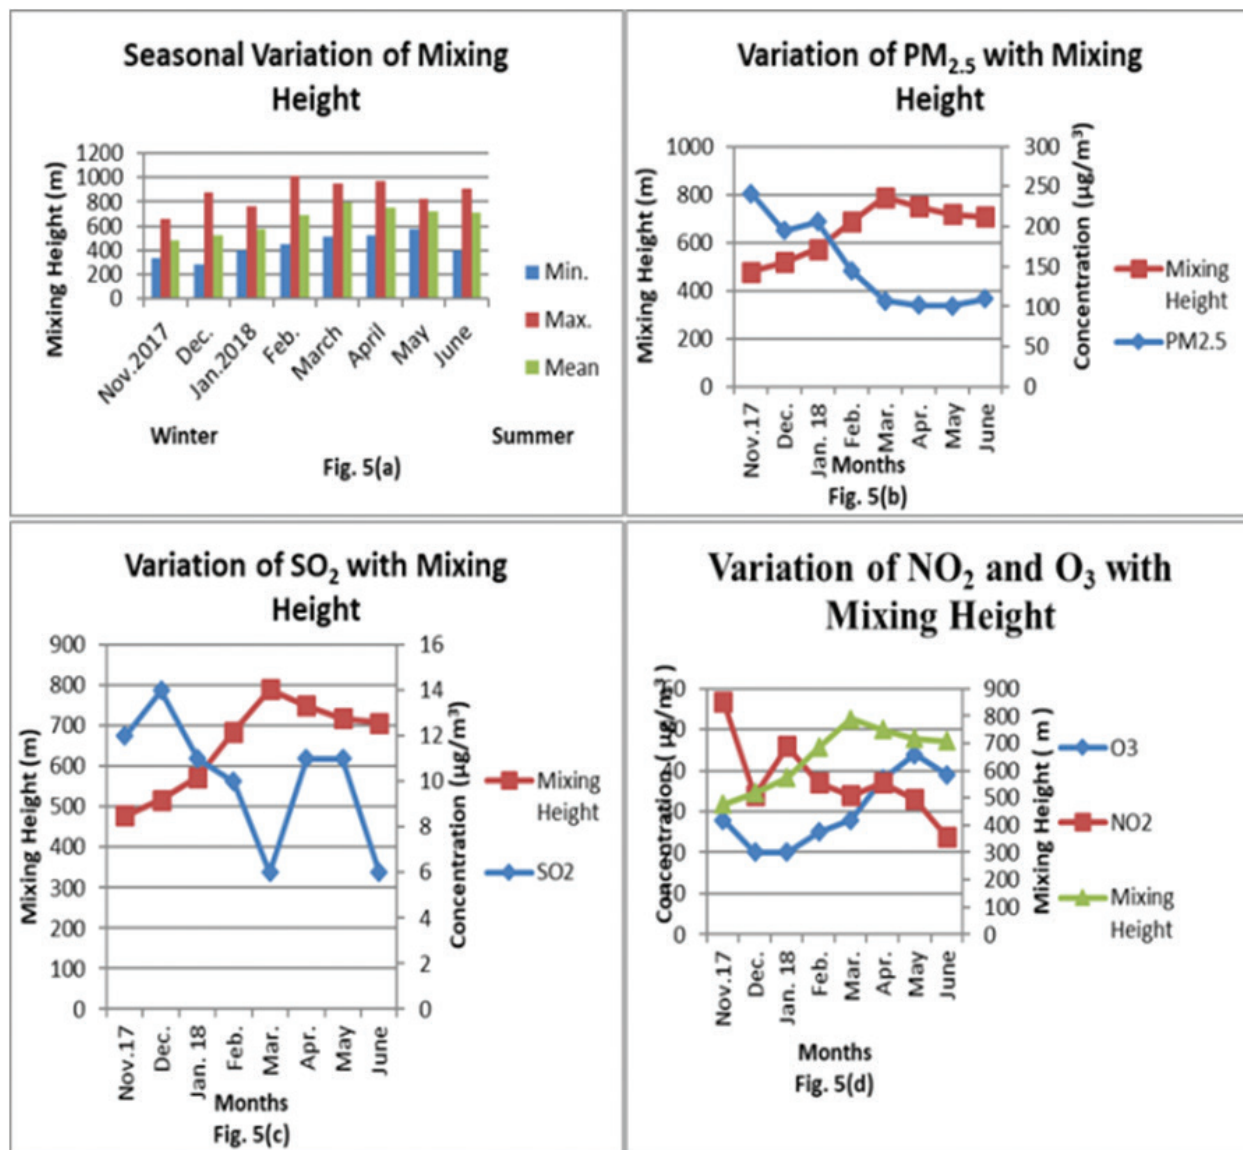 Seasonal Variation of Mixing
Height
Mixing Height (m)
1200
1000
800
600
400
200
0
Nov.2017
Dec.
Jan.2018
Feb.
March
April
May
June
Min.
Max.
Mean
Winter
Summer
Fig. 5(a)
Variation of PM2.5 with Mixing
Height
Mixing Height (m)
1000
800
600
400
200
0
300
250
200
150
100
50
0
Concentration (µg/m³)
Nov.17
Dec.
Jan. 18
Feb.
Mar.
Apr.
May
June
Mixing
Height
PM2.5
Months
Fig. 5(b)
Variation of SO2 with Mixing
Height
Mixing Height (m)
900
800
700
600
500
400
300
200
100
0
16
14
12
10
8
6
4
2
0
Concentration (µg/m³)
Nov.17
Dec.
Jan. 18
Feb.
Mar.
Apr.
May
June
Mixing
Height
SO2
Months
Fig. 5(c)
Variation of NO2 and O3 with
Mixing Height
Concentration ( µg/m³ )
0
900
800
700
600
500
400
300
200
100
0
Mixing Height ( m)
Nov.17
Dec.
Jan. 18
Feb.
Mar.
Apr.
May
June
O3
NO2
Mixing
Height
Months
Fig. 5(d)